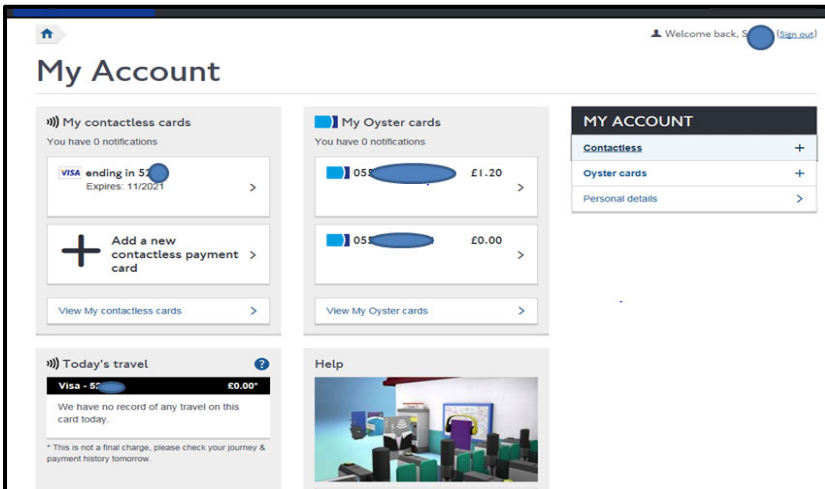 Welcome back, S (Sign out)
My Account
My contactless cards
You have 0 notifications
VISA ending in 52
Expires: 11/2021
Add a new
contactless payment
card
View My contactless cards
My Oyster cards
You have 0 notifications
055 £1.20
055 £0.00
View My Oyster cards
MY ACCOUNT
Contactless +
Oyster cards +
Personal details
Today's travel ?
Visa - 52 £0.00*
We have no record of any travel on this
card today.
* This is not a final charge, please check your journey &
payment history tomorrow.
Help